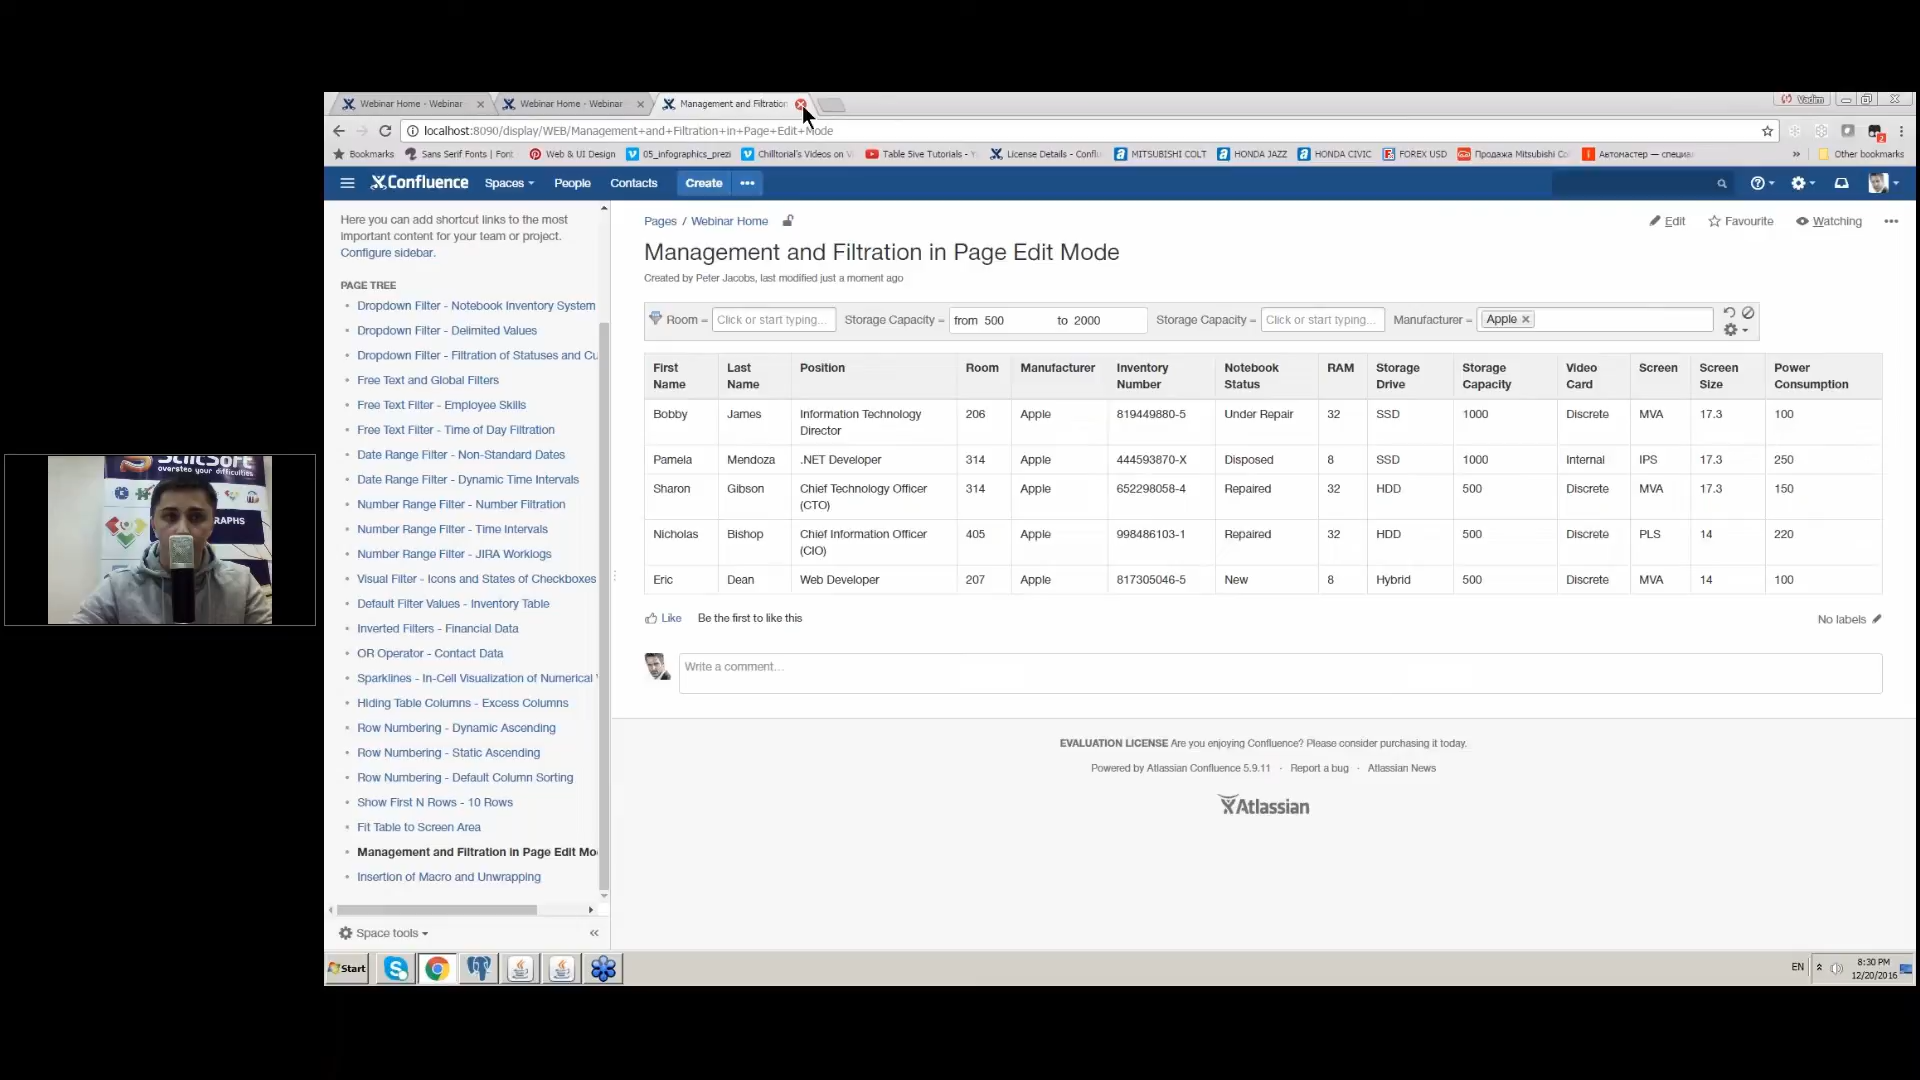 Webinar Home - Webinar
Webinar Home - Webinar
Management and Filtration
Vadim
localhost:8090/display/WEB/Management+and+Filtration+in+Page+Edit+Mode
Bookmarks
Sans Serif Fonts | Font
Web & UI Design
05_infographics_prezi
Chilltorial's Videos on V
Table 5ive Tutorials - Y
License Details - Conflu
MITSUBISHI COLT
HONDA JAZZ
HONDA CIVIC
FOREX USD
Продажа Mitsubishi Co
Автомастер — специа
»
Other bookmarks
Confluence
Spaces
People
Contacts
Create
•••
Here you can add shortcut links to the most
important content for your team or project.
Configure sidebar.
PAGE TREE
Dropdown Filter - Notebook Inventory System
Dropdown Filter - Delimited Values
Dropdown Filter - Filtration of Statuses and Cu
Free Text and Global Filters
Free Text Filter - Employee Skills
Free Text Filter - Time of Day Filtration
Date Range Filter - Non-Standard Dates
Date Range Filter - Dynamic Time Intervals
Number Range Filter - Number Filtration
Number Range Filter - Time Intervals
Number Range Filter - JIRA Worklogs
Visual Filter - Icons and States of Checkboxes
Default Filter Values - Inventory Table
Inverted Filters - Financial Data
OR Operator - Contact Data
Sparklines - In-Cell Visualization of Numerical
Hiding Table Columns - Excess Columns
Row Numbering - Dynamic Ascending
Row Numbering - Static Ascending
Row Numbering - Default Column Sorting
Show First N Rows - 10 Rows
Fit Table to Screen Area
Management and Filtration in Page Edit Mo
Insertion of Macro and Unwrapping
Space tools
«
Pages / Webinar Home
Edit
Favourite
Watching
•••
Management and Filtration in Page Edit Mode
Created by Peter Jacobs, last modified just a moment ago
Room = Click or start typing... Storage Capacity = from 500 to 2000 Storage Capacity = Click or start typing... Manufacturer = Apple ×
First Name Last Name Position Room Manufacturer Inventory Number Notebook Status RAM Storage Drive Storage Capacity Video Card Screen Screen Size Power Consumption
Bobby James Information Technology Director 206 Apple 819449880-5 Under Repair 32 SSD 1000 Discrete MVA 17.3 100
Pamela Mendoza .NET Developer 314 Apple 444593870-X Disposed 8 SSD 1000 Internal IPS 17.3 250
Sharon Gibson Chief Technology Officer (CTO) 314 Apple 652298058-4 Repaired 32 HDD 500 Discrete MVA 17.3 150
Nicholas Bishop Chief Information Officer (CIO) 405 Apple 998486103-1 Repaired 32 HDD 500 Discrete PLS 14 220
Eric Dean Web Developer 207 Apple 817305046-5 New 8 Hybrid 500 Discrete MVA 14 100
Like
Be the first to like this
No labels
Write a comment...
EVALUATION LICENSE Are you enjoying Confluence? Please consider purchasing it today.
Powered by Atlassian Confluence 5.9.11 · Report a bug · Atlassian News
Atlassian
StiltSoft
overstep your difficulties
GRAPHS
Start
EN
8:30 PM
12/20/2016